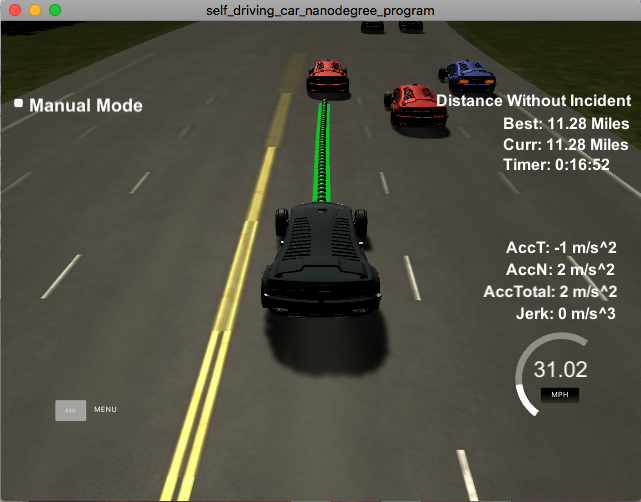 self_driving_car_nanodegree_program
Manual Mode
Distance Without Incident
Best: 11.28 Miles
Curr: 11.28 Miles
Timer: 0:16:52
AccT: -1 m/s^2
AccN: 2 m/s^2
AccTotal: 2 m/s^2
Jerk: 0 m/s^3
31.02
MPH
ESC MENU